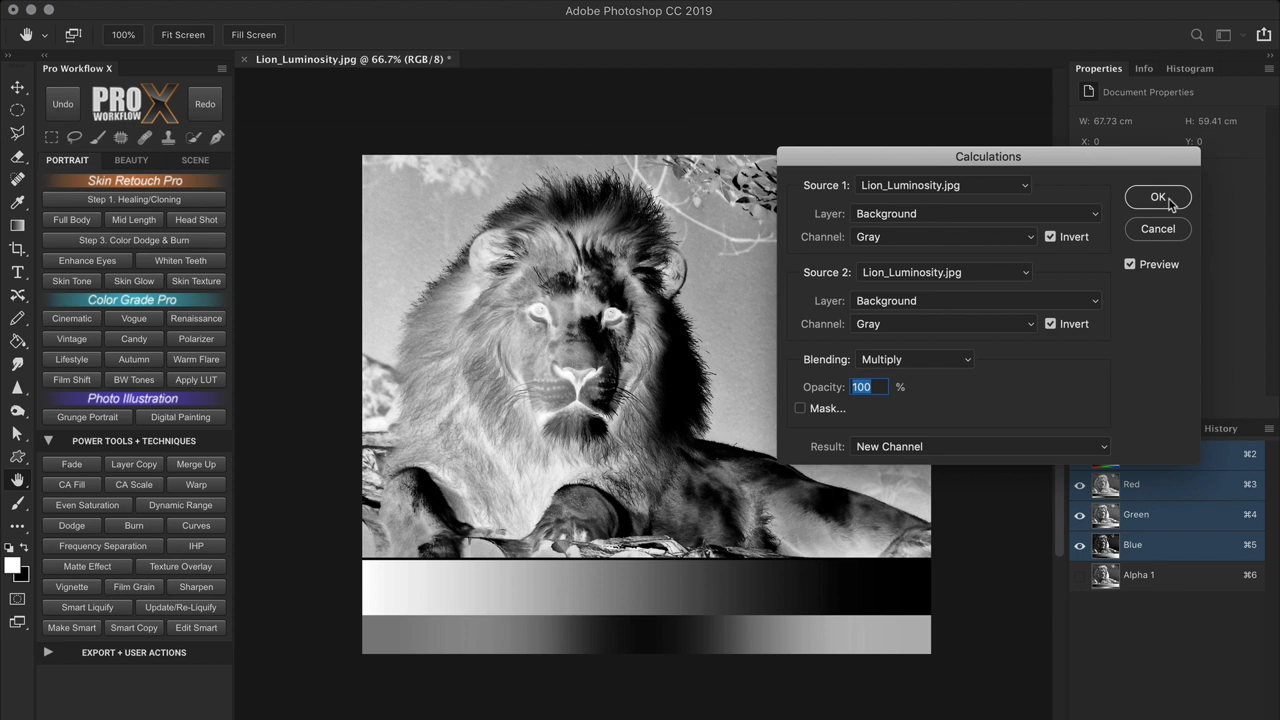 Adobe Photoshop CC 2019
100%
Fit Screen
Fill Screen
Pro Workflow X
Lion_Luminosity.jpg @ 66.7% (RGB/8) *
Properties
Info
Histogram
Undo
PRO X
WORKFLOW
Redo
Document Properties
W: 67.73 cm
H: 59.41 cm
X: 0
Y: 0
PORTRAIT
BEAUTY
SCENE
Skin Retouch Pro
Step 1. Healing/Cloning
Full Body
Mid Length
Head Shot
Step 3. Color Dodge & Burn
Enhance Eyes
Whiten Teeth
Skin Tone
Skin Glow
Skin Texture
Color Grade Pro
Cinematic
Vogue
Renaissance
Vintage
Candy
Polarizer
Lifestyle
Autumn
Warm Flare
Film Shift
BW Tones
Apply LUT
Photo Illustration
Grunge Portrait
Digital Painting
POWER TOOLS + TECHNIQUES
Fade
Layer Copy
Merge Up
CA Fill
CA Scale
Warp
Even Saturation
Dynamic Range
Dodge
Burn
Curves
Frequency Separation
IHP
Matte Effect
Texture Overlay
Vignette
Film Grain
Sharpen
Smart Liquify
Update/Re-Liquify
Make Smart
Smart Copy
Edit Smart
EXPORT + USER ACTIONS
Calculations
Source 1: Lion_Luminosity.jpg
Layer: Background
Channel: Gray
Invert
Source 2: Lion_Luminosity.jpg
Layer: Background
Channel: Gray
Invert
Blending: Multiply
Opacity: 100 %
Mask...
Result: New Channel
OK
Cancel
Preview
History
⌘2
Red ⌘3
Green ⌘4
Blue ⌘5
Alpha 1 ⌘6